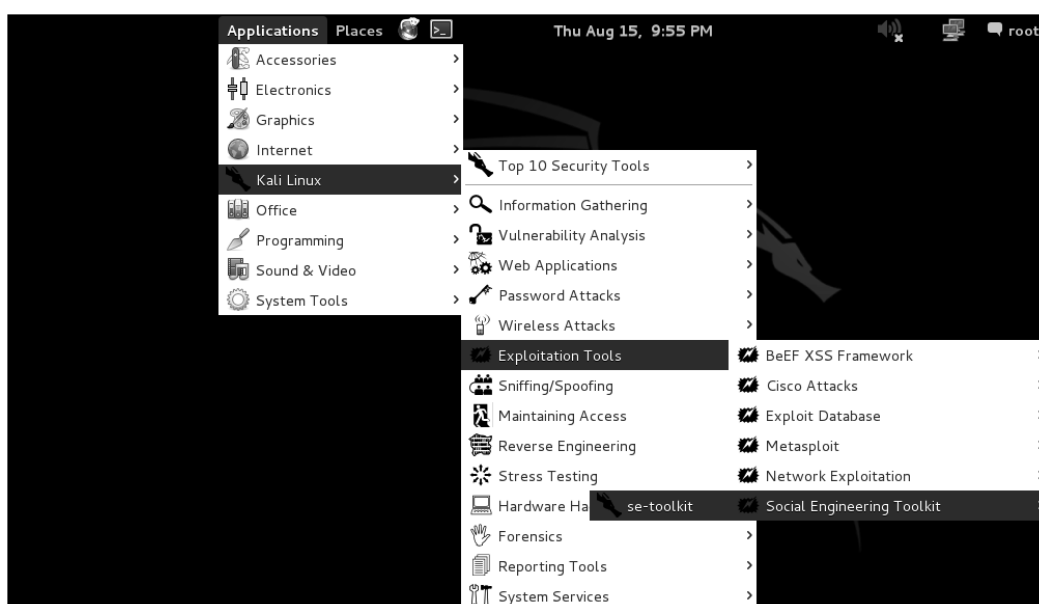 Applications Places Thu Aug 15, 9:55 PM root
Accessories
Electronics
Graphics
Internet
Kali Linux
Office
Programming
Sound & Video
System Tools
Top 10 Security Tools
Information Gathering
Vulnerability Analysis
Web Applications
Password Attacks
Wireless Attacks
Exploitation Tools
Sniffing/Spoofing
Maintaining Access
Reverse Engineering
Stress Testing
Hardware Ha
Forensics
Reporting Tools
System Services
BeEF XSS Framework
Cisco Attacks
Exploit Database
Metasploit
Network Exploitation
Social Engineering Toolkit
se-toolkit